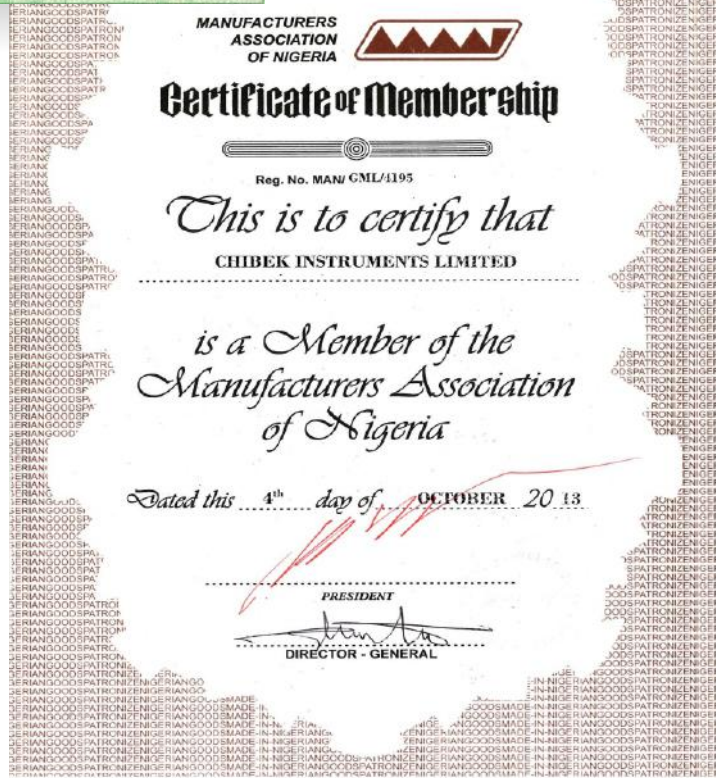 MANUFACTURERS
ASSOCIATION
OF NIGERIA
Certificate of Membership
Reg. No. MAN/ GML/4195
This is to certify that
CHIBEK INSTRUMENTS LIMITED
is a Member of the
Manufacturers Association
of Nigeria
Dated this 4th day of OCTOBER 20 13
PRESIDENT
DIRECTOR - GENERAL